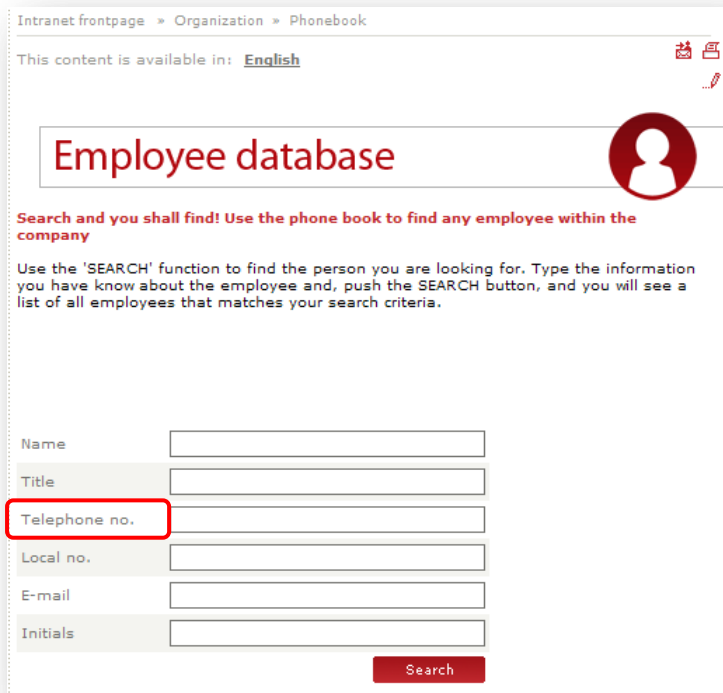 Intranet frontpage » Organization » Phonebook
This content is available in: English
Employee database
Search and you shall find! Use the phone book to find any employee within the
company
Use the 'SEARCH' function to find the person you are looking for. Type the information
you have know about the employee and, push the SEARCH button, and you will see a
list of all employees that matches your search criteria.
Name
Title
Telephone no.
Local no.
E-mail
Initials
Search